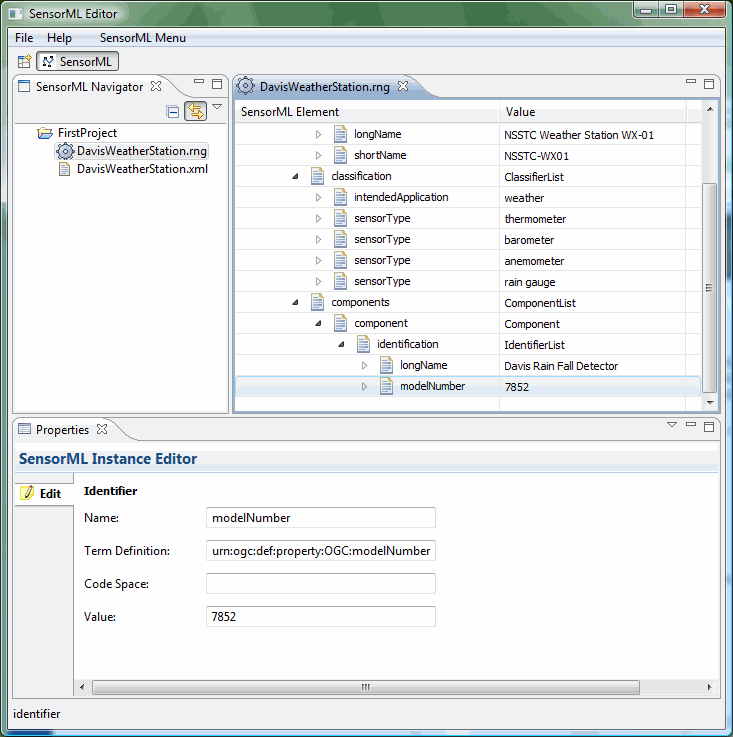 SensorML Editor
File Help SensorML Menu
SensorML
SensorML Navigator
FirstProject
DavisWeatherStation.rng
DavisWeatherStation.xml
DavisWeatherStation.rng
SensorML Element Value
longName NSSTC Weather Station WX-01
shortName NSSTC-WX01
classification ClassifierList
intendedApplication weather
sensorType thermometer
sensorType barometer
sensorType anemometer
sensorType rain gauge
components ComponentList
component Component
identification IdentifierList
longName Davis Rain Fall Detector
modelNumber 7852
Properties
SensorML Instance Editor
Edit
Identifier
Name: modelNumber
Term Definition: urn:ogc:def:property:OGC:modelNumber
Code Space:
Value: 7852
identifier